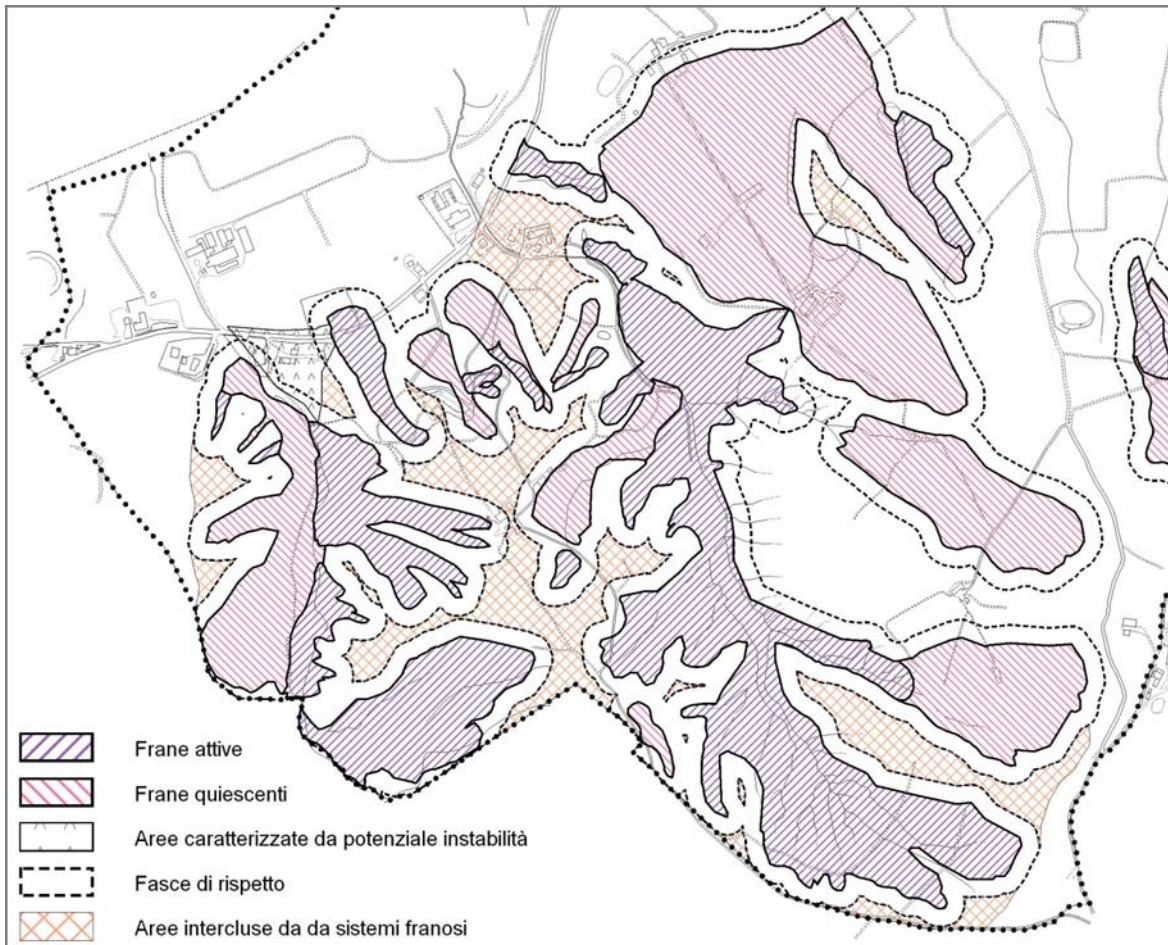 Frane attive
Frane quiescenti
Aree caratterizzate da potenziale instabilità
Fasce di rispetto
Aree intercluse da da sistemi franosi